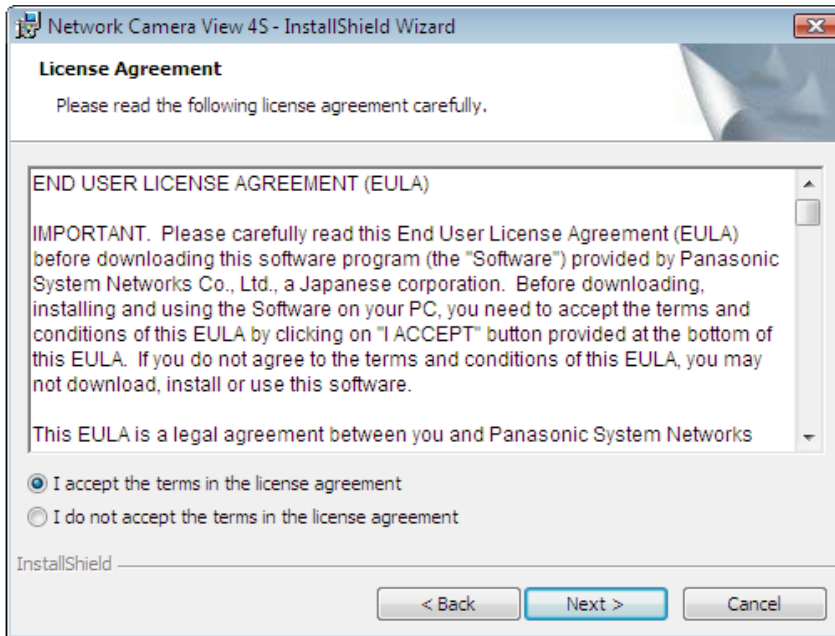 Network Camera View 4S - InstallShield Wizard
License Agreement
Please read the following license agreement carefully.
END USER LICENSE AGREEMENT (EULA)
IMPORTANT.  Please carefully read this End User License Agreement (EULA)
before downloading this software program (the "Software") provided by Panasonic
System Networks Co., Ltd., a Japanese corporation.  Before downloading,
installing and using the Software on your PC, you need to accept the terms and
conditions of this EULA by clicking on "I ACCEPT" button provided at the bottom of
this EULA.  If you do not agree to the terms and conditions of this EULA, you may
not download, install or use this software.
This EULA is a legal agreement between you and Panasonic System Networks
I accept the terms in the license agreement
I do not accept the terms in the license agreement
InstallShield
< Back
Next >
Cancel